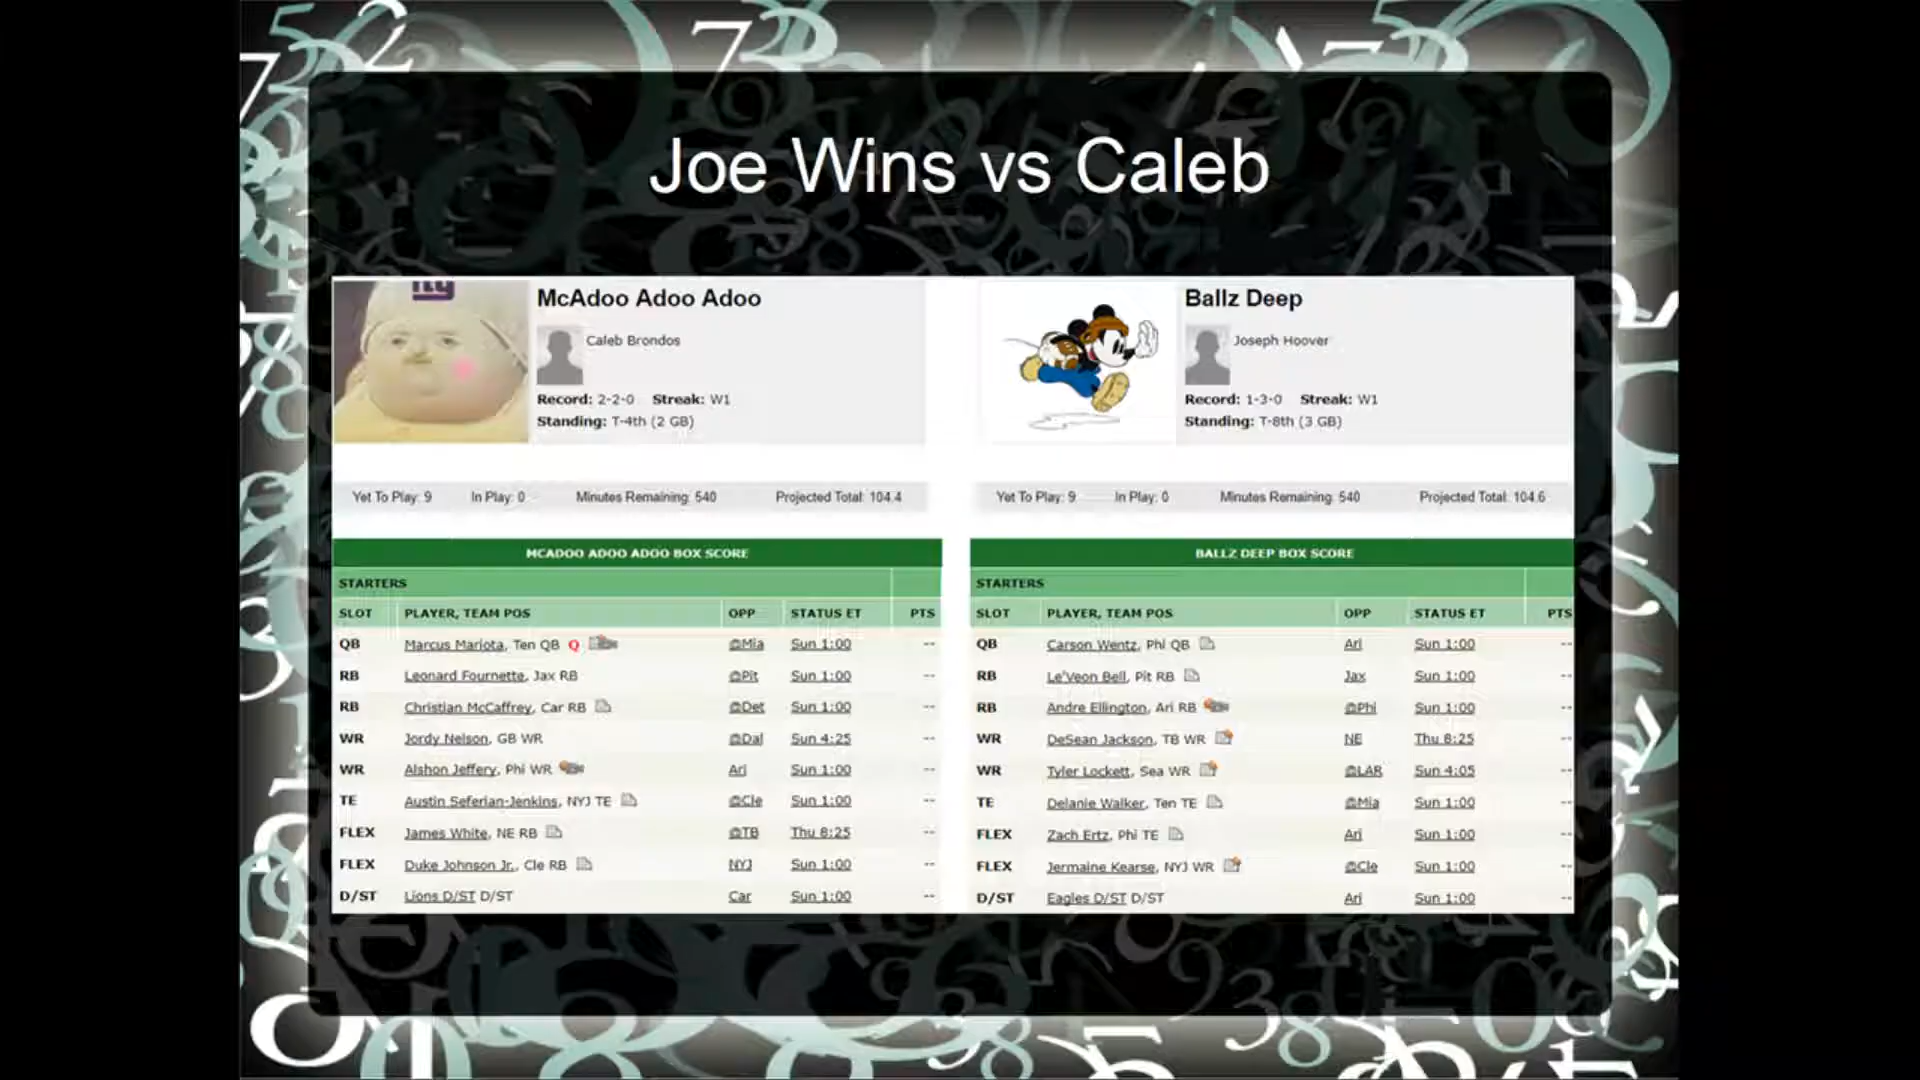 Joe Wins vs Caleb
McAdoo Adoo Adoo
Caleb Brondos
Record: 2-2-0 Streak: W1
Standing: T-4th (2 GB)
Ballz Deep
Joseph Hoover
Record: 1-3-0 Streak: W1
Standing: T-8th (3 GB)
Yet To Play: 9 In Play: 0 Minutes Remaining: 540 Projected Total: 104.4
Yet To Play: 9 In Play: 0 Minutes Remaining: 540 Projected Total: 104.6
MCADOO ADOO ADOO BOX SCORE
STARTERS
SLOT PLAYER, TEAM POS OPP STATUS ET PTS
QB Marcus Mariota, Ten QB Q @Mia Sun 1:00 --
RB Leonard Fournette, Jax RB @Pit Sun 1:00 --
RB Christian McCaffrey, Car RB @Det Sun 1:00 --
WR Jordy Nelson, GB WR @Dal Sun 4:25 --
WR Alshon Jeffery, Phi WR Ari Sun 1:00 --
TE Austin Seferian-Jenkins, NYJ TE @Cle Sun 1:00 --
FLEX James White, NE RB @TB Thu 8:25 --
FLEX Duke Johnson Jr., Cle RB NYJ Sun 1:00 --
D/ST Lions D/ST D/ST Car Sun 1:00 --
BALLZ DEEP BOX SCORE
STARTERS
SLOT PLAYER, TEAM POS OPP STATUS ET PTS
QB Carson Wentz, Phi QB Ari Sun 1:00 --
RB Le'Veon Bell, Pit RB Jax Sun 1:00 --
RB Andre Ellington, Ari RB @Phi Sun 1:00 --
WR DeSean Jackson, TB WR NE Thu 8:25 --
WR Tyler Lockett, Sea WR @LAR Sun 4:05 --
TE Delanie Walker, Ten TE @Mia Sun 1:00 --
FLEX Zach Ertz, Phi TE Ari Sun 1:00 --
FLEX Jermaine Kearse, NYJ WR @Cle Sun 1:00 --
D/ST Eagles D/ST D/ST Ari Sun 1:00 --